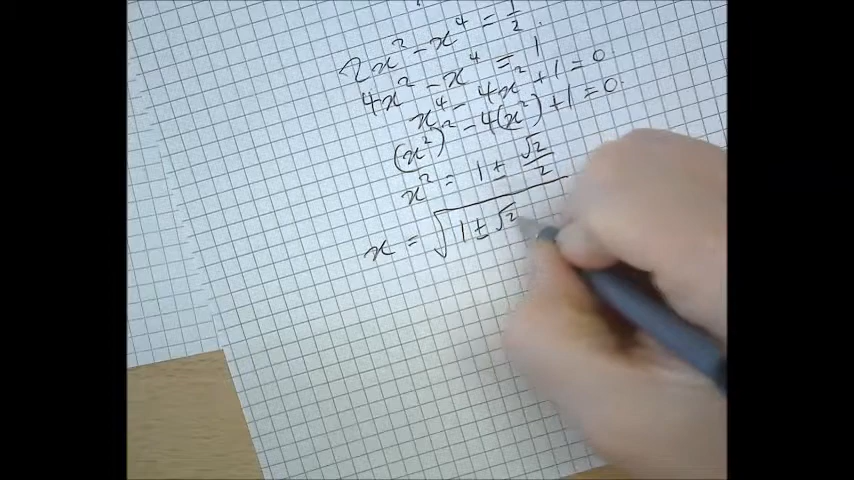 2x² - x⁴ = 1/2.
4x² - x⁴ = 1
x⁴ - 4x² + 1 = 0
(x²)² - 4(x²) + 1 = 0.
x² = 1 ± √2/2
x = √(1 ± √2